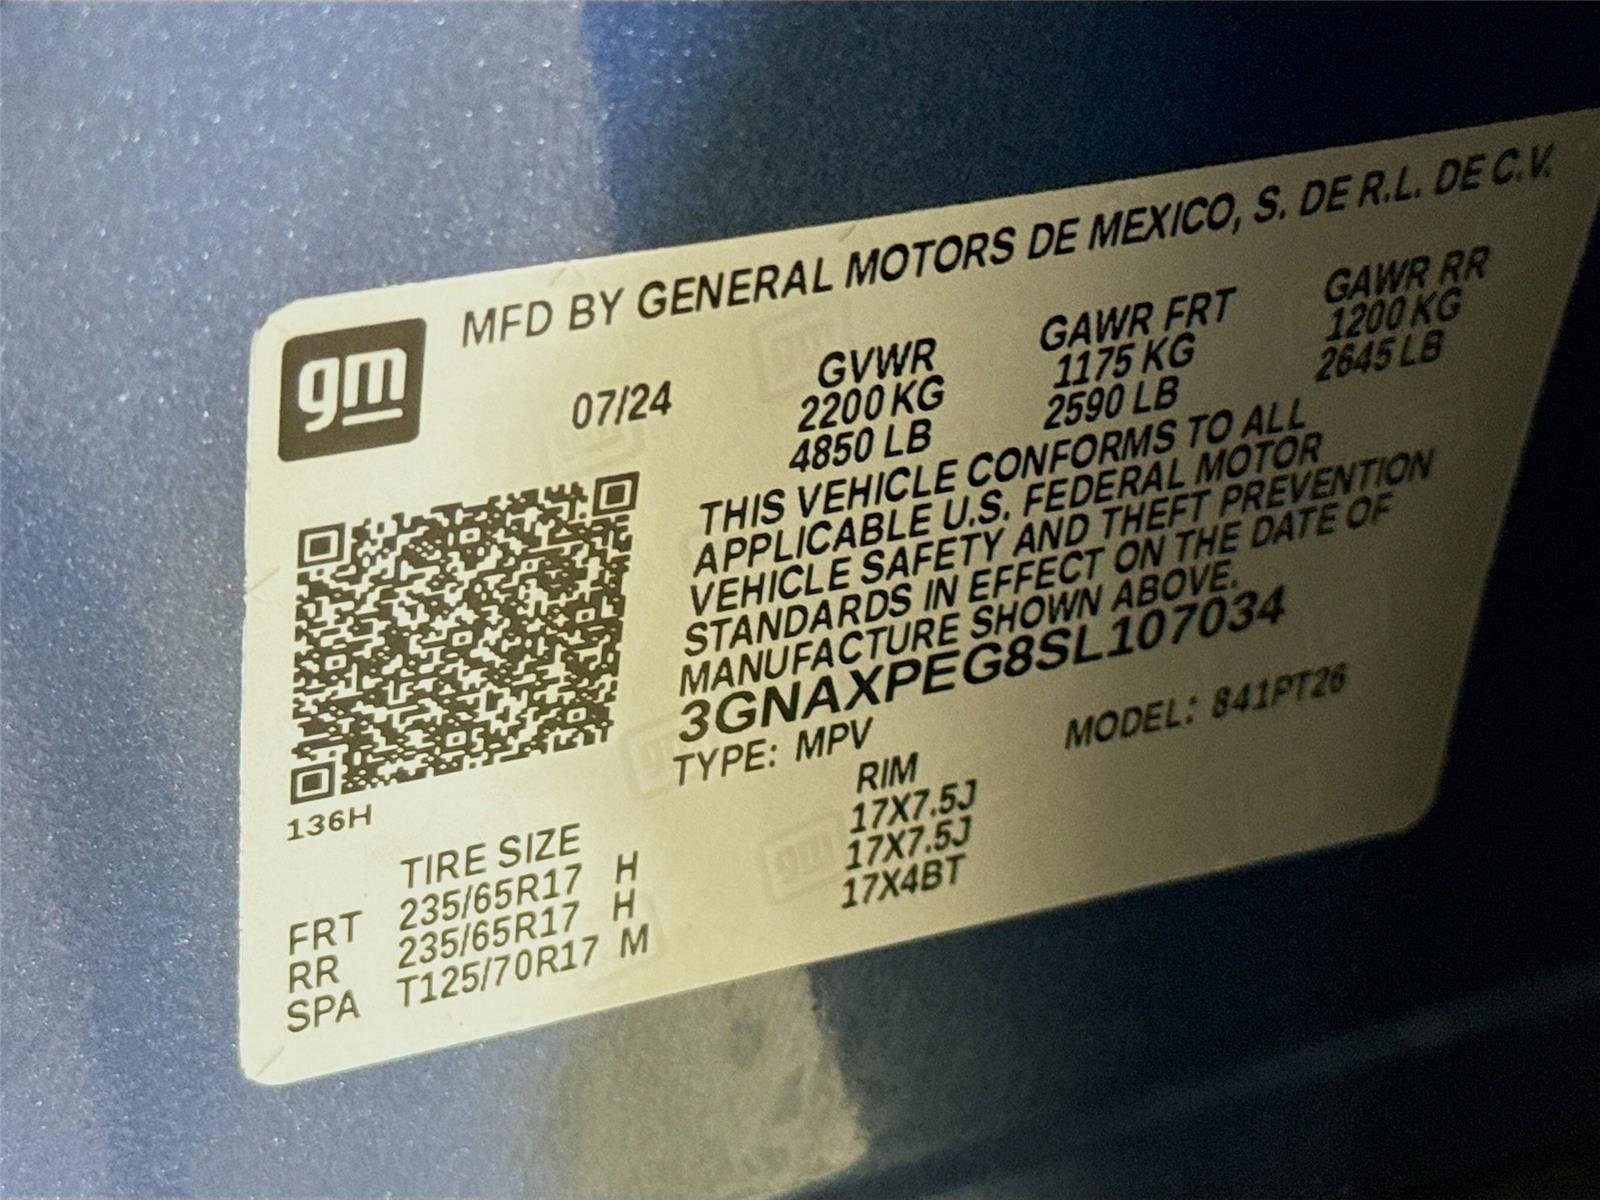 gm
MFD BY GENERAL MOTORS DE MEXICO, S. DE R.L. DE C.V.
07/24
GVWR
2200 KG
4850 LB
GAWR FRT
1175 KG
2590 LB
GAWR RR
1200 KG
2645 LB
THIS VEHICLE CONFORMS TO ALL
APPLICABLE U.S. FEDERAL MOTOR
VEHICLE SAFETY AND THEFT PREVENTION
STANDARDS IN EFFECT ON THE DATE OF
MANUFACTURE SHOWN ABOVE.
3GNAXPEG8SL107034
TYPE: MPV MODEL: 841PT26
136H
TIRE SIZE RIM
FRT 235/65R17 H 17X7.5J
RR 235/65R17 H 17X7.5J
SPA T125/70R17 M 17X4BT